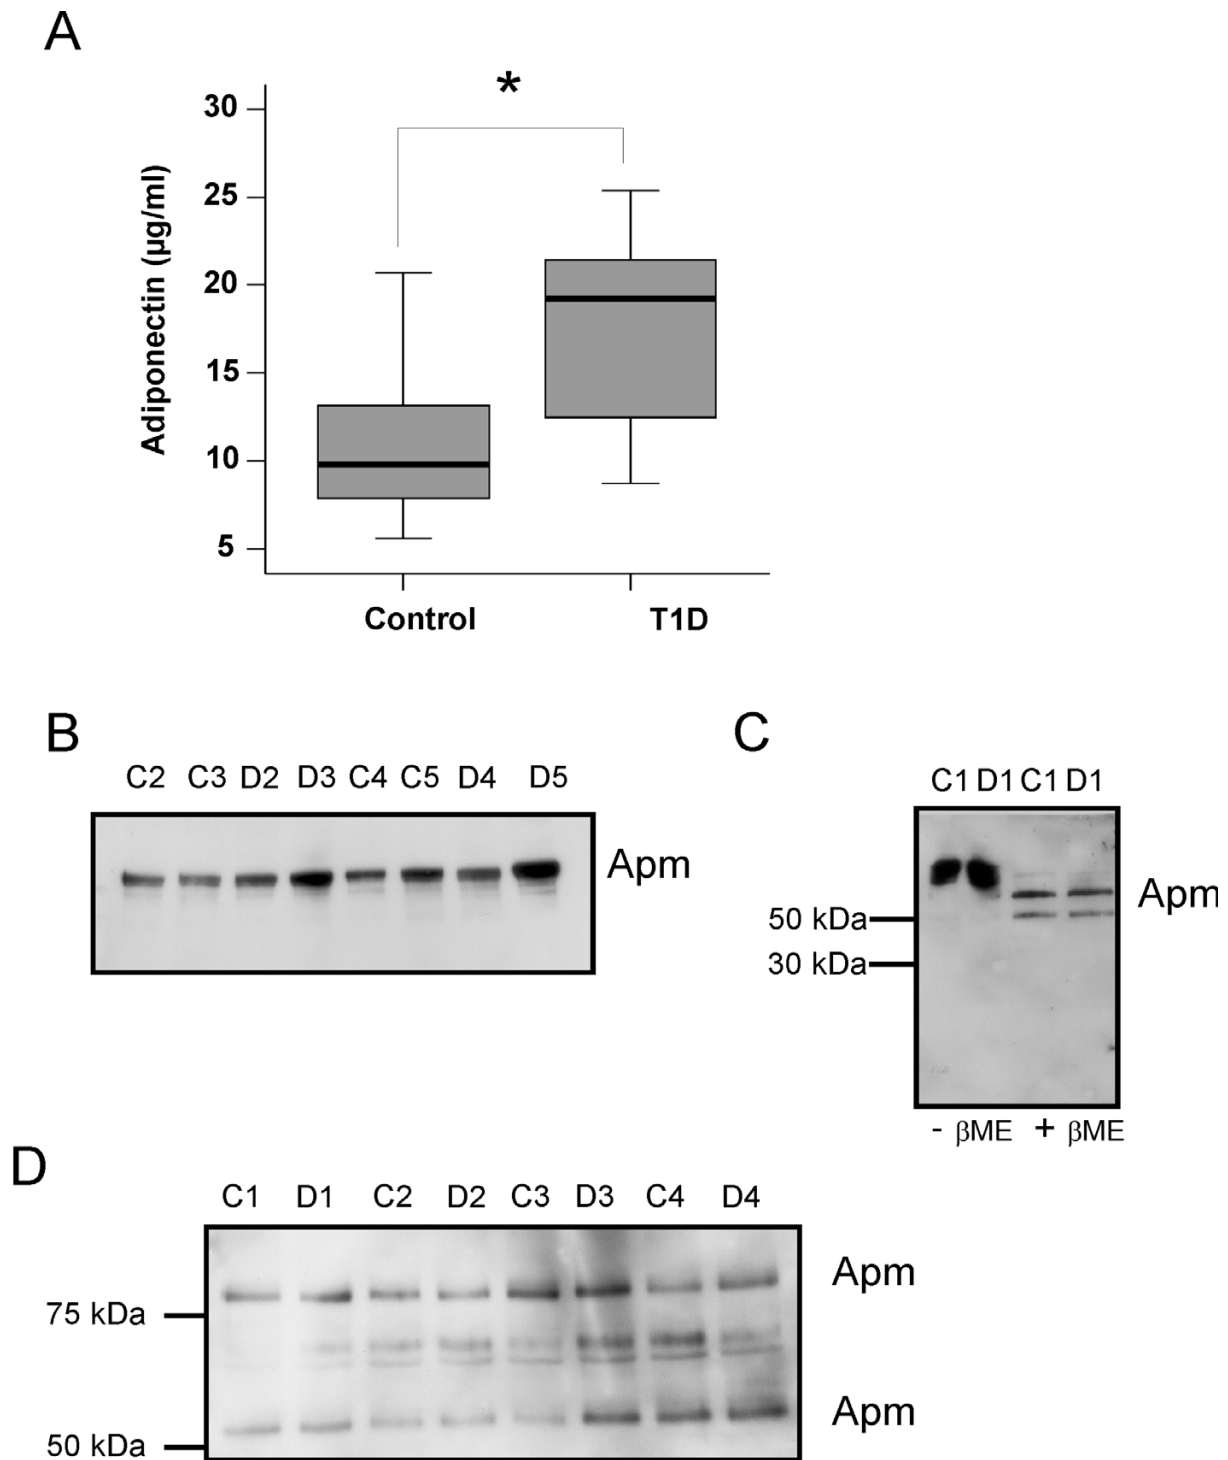 A
*
30
25
20
15
10
5
Adiponectin (µg/ml)
Control T1D
B
C2 C3 D2 D3 C4 C5 D4 D5
Apm
C
C1 D1 C1 D1
Apm
50 kDa
30 kDa
- βME + βME
D
C1 D1 C2 D2 C3 D3 C4 D4
Apm
75 kDa
Apm
50 kDa